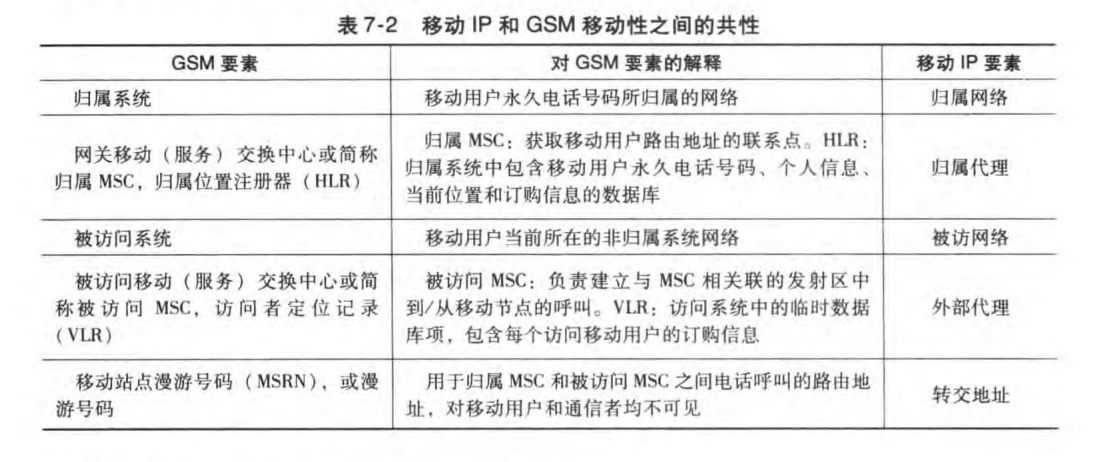 表 7-2 移动 IP 和 GSM 移动性之间的共性
GSM 要素 对 GSM 要素的解释 移动 IP 要素
归属系统 移动用户永久电话号码所归属的网络 归属网络
网关移动（服务）交换中心或简称
归属 MSC，归属位置注册器（HLR）
归属 MSC：获取移动用户路由地址的联系点。HLR：
归属系统中包含移动用户永久电话号码、个人信息、
当前位置和订购信息的数据库
归属代理
被访问系统 移动用户当前所在的非归属系统网络 被访网络
被访问移动（服务）交换中心或简
称被访问 MSC，访问者定位记录
（VLR）
被访问 MSC：负责建立与 MSC 相关联的发射区中
到/从移动节点的呼叫。VLR：访问系统中的临时数据
库项，包含每个访问移动用户的订购信息
外部代理
移动站点漫游号码（MSRN），或漫
游号码
用于归属 MSC 和被访问 MSC 之间电话呼叫的路由地
址，对移动用户和通信者均不可见
转交地址